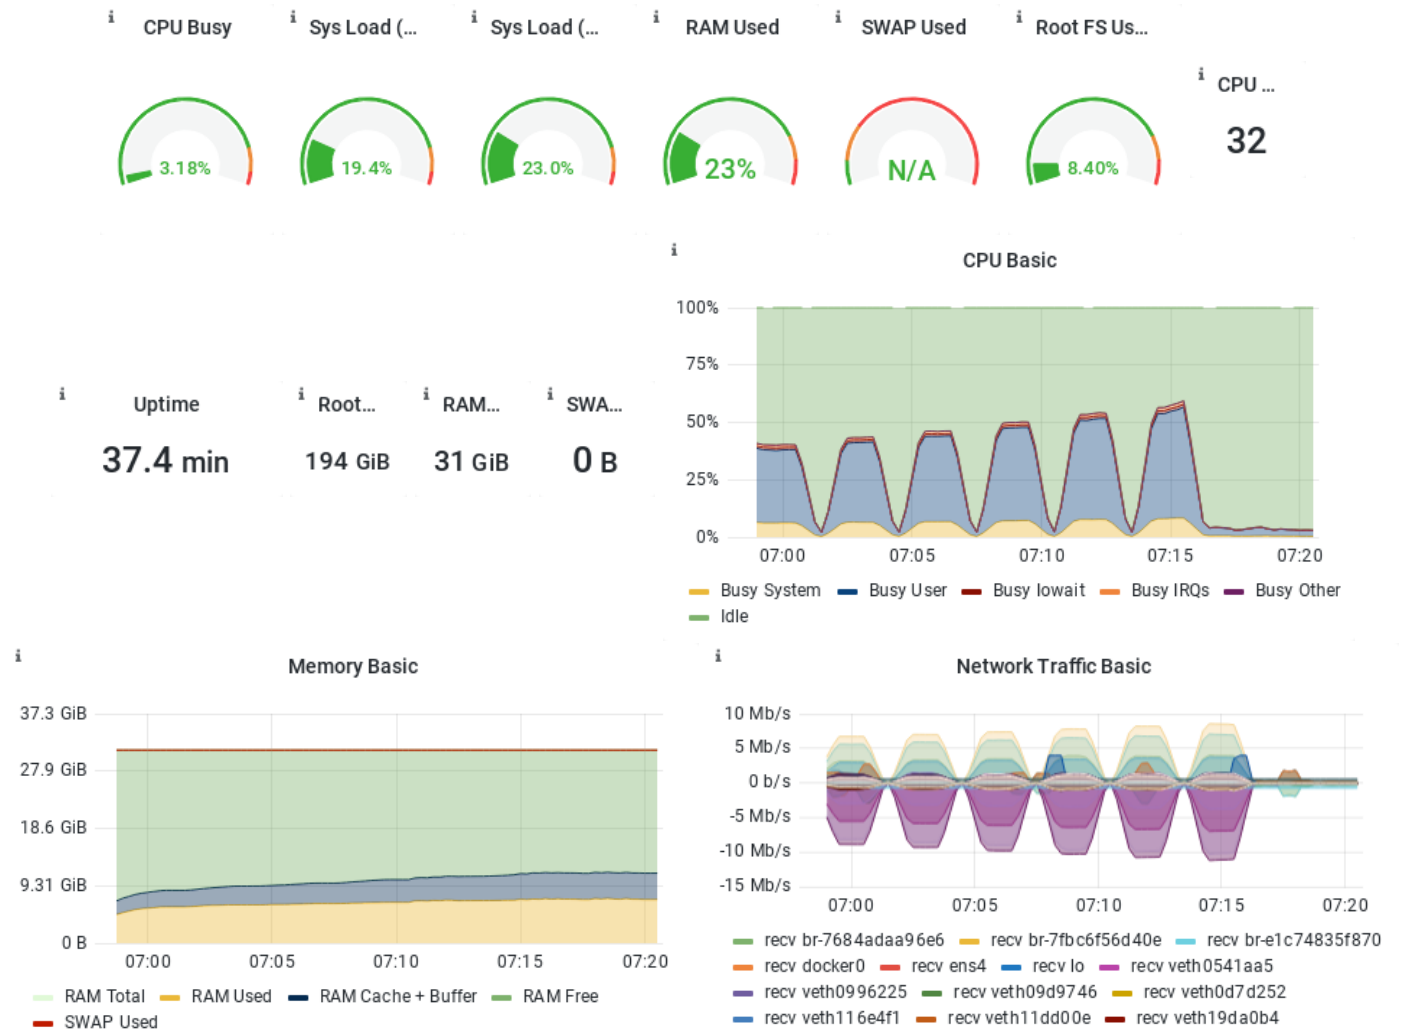 CPU Busy
Sys Load (...
Sys Load (...
RAM Used
SWAP Used
Root FS Us...
CPU ...
3.18%
19.4%
23.0%
23%
N/A
8.40%
32
Uptime
Root...
RAM...
SWA...
37.4 min
194 GiB
31 GiB
0 B
CPU Basic
100%
75%
50%
25%
0%
07:00 07:05 07:10 07:15 07:20
Busy System Busy User Busy Iowait Busy IRQs Busy Other
Idle
Memory Basic
37.3 GiB
27.9 GiB
18.6 GiB
9.31 GiB
0 B
07:00 07:05 07:10 07:15 07:20
RAM Total RAM Used RAM Cache + Buffer RAM Free
SWAP Used
Network Traffic Basic
10 Mb/s
5 Mb/s
0 b/s
-5 Mb/s
-10 Mb/s
-15 Mb/s
07:00 07:05 07:10 07:15 07:20
recv br-7684adaa96e6 recv br-7fbc6f56d40e recv br-e1c74835f870
recv docker0 recv ens4 recv lo recv veth0541aa5
recv veth0996225 recv veth09d9746 recv veth0d7d252
recv veth116e4f1 recv veth11dd00e recv veth19da0b4